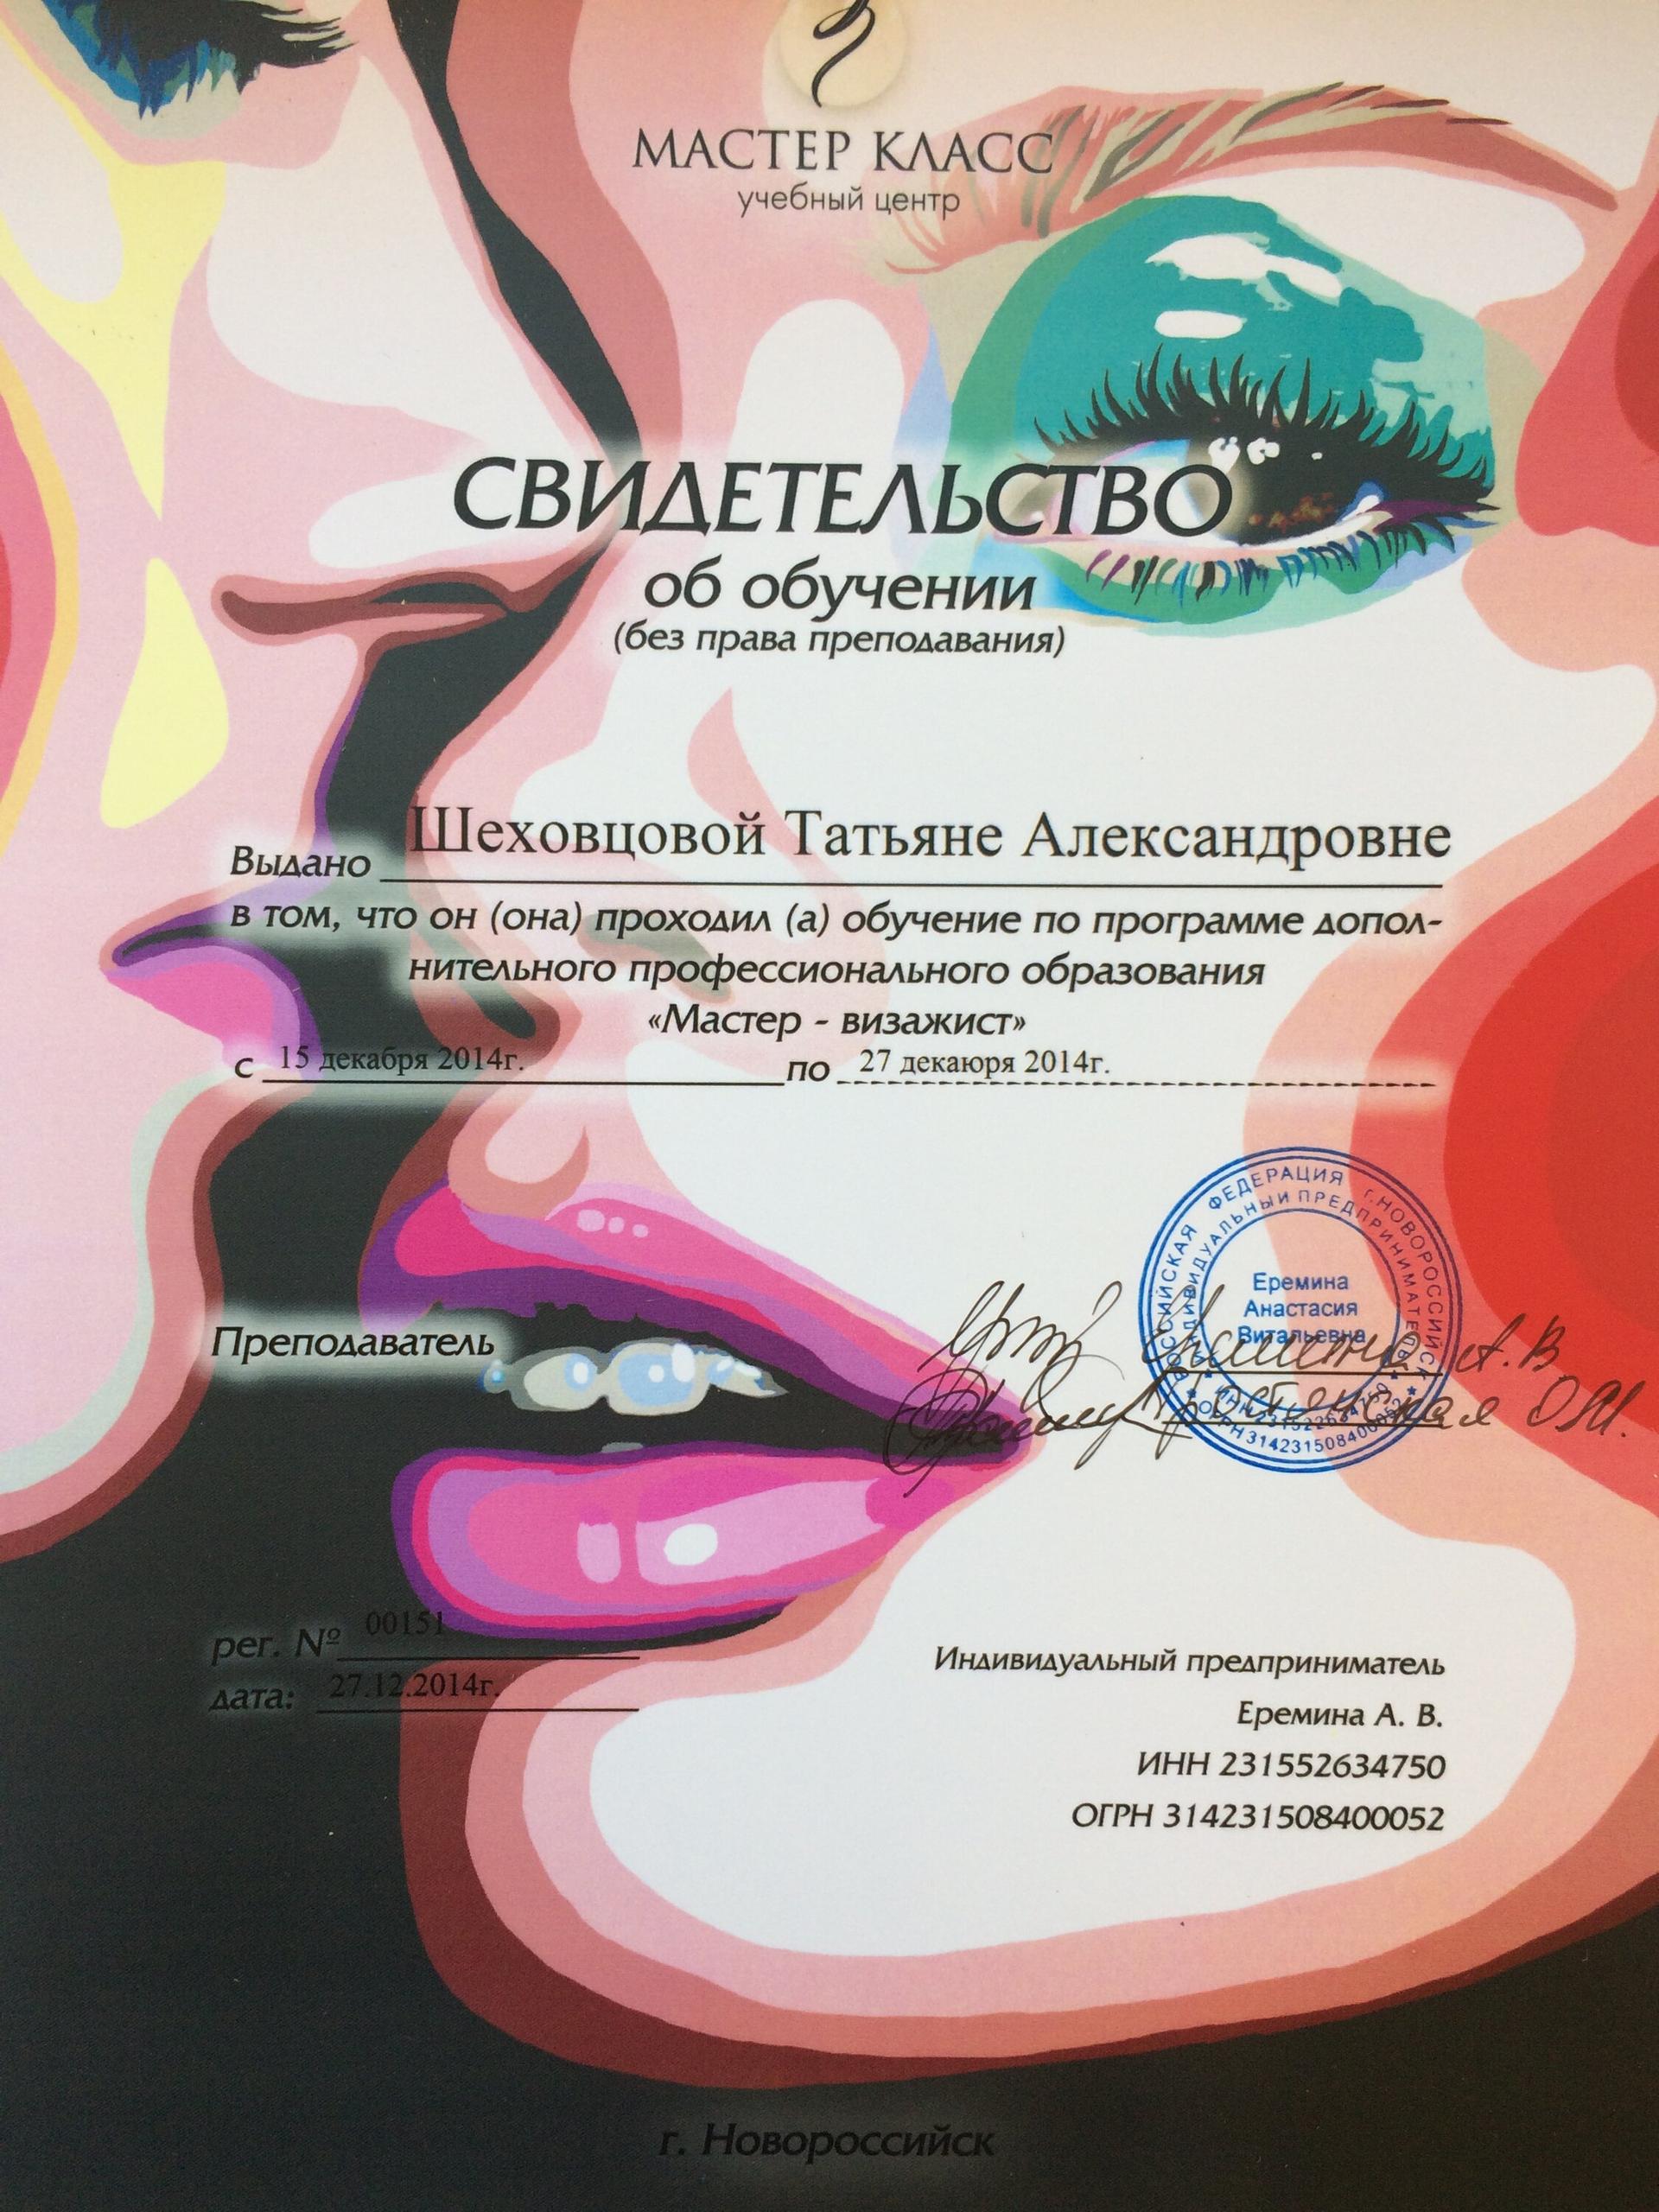 МАСТЕР КЛАСС
учебный центр
СВИДЕТЕЛЬСТВО
об обучении
(без права преподавания)
Выдано Шеховцовой Татьяне Александровне
в том, что он (она) проходил (а) обучение по программе допол-
нительного профессионального образования
«Мастер - визажист»
с 15 декабря 2014г. по 27 декаюря 2014г.
РОССИЙСКАЯ ФЕДЕРАЦИЯ г.НОВОРОССИЙСК
ИНДИВИДУАЛЬНЫЙ ПРЕДПРИНИМАТЕЛЬ
Еремина
Анастасия
Витальевна
ОГРН 314231508400052
Преподаватель
А.В.
рег. № 00151
дата: 27.12.2014г.
Индивидуальный предприниматель
Еремина А. В.
ИНН 231552634750
ОГРН 314231508400052
г. Новороссийск